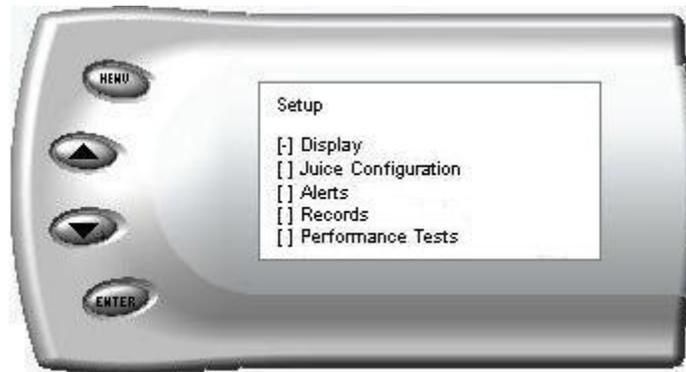 MENU
ENTER
Setup
[-] Display
[ ] Juice Configuration
[ ] Alerts
[ ] Records
[ ] Performance Tests